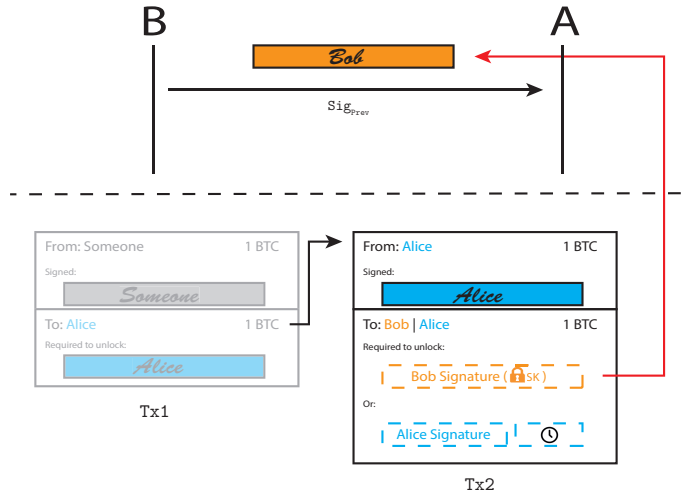 B
A
Bob
Sig_Prev
From: Someone 1 BTC
Signed:
Someone
To: Alice 1 BTC
Required to unlock:
Alice
Tx1
From: Alice 1 BTC
Signed:
Alice
To: Bob | Alice 1 BTC
Required to unlock:
Bob Signature ( SK )
Or:
Alice Signature
Tx2